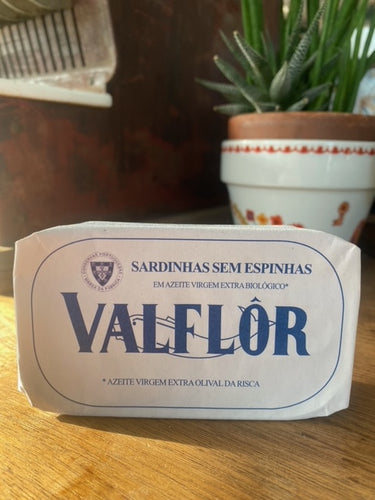 SARDINHAS SEM ESPINHAS
EM AZEITE VIRGEM EXTRA BIOLÓGICO*
VALFLÔR
* AZEITE VIRGEM EXTRA OLIVAL DA RISCA